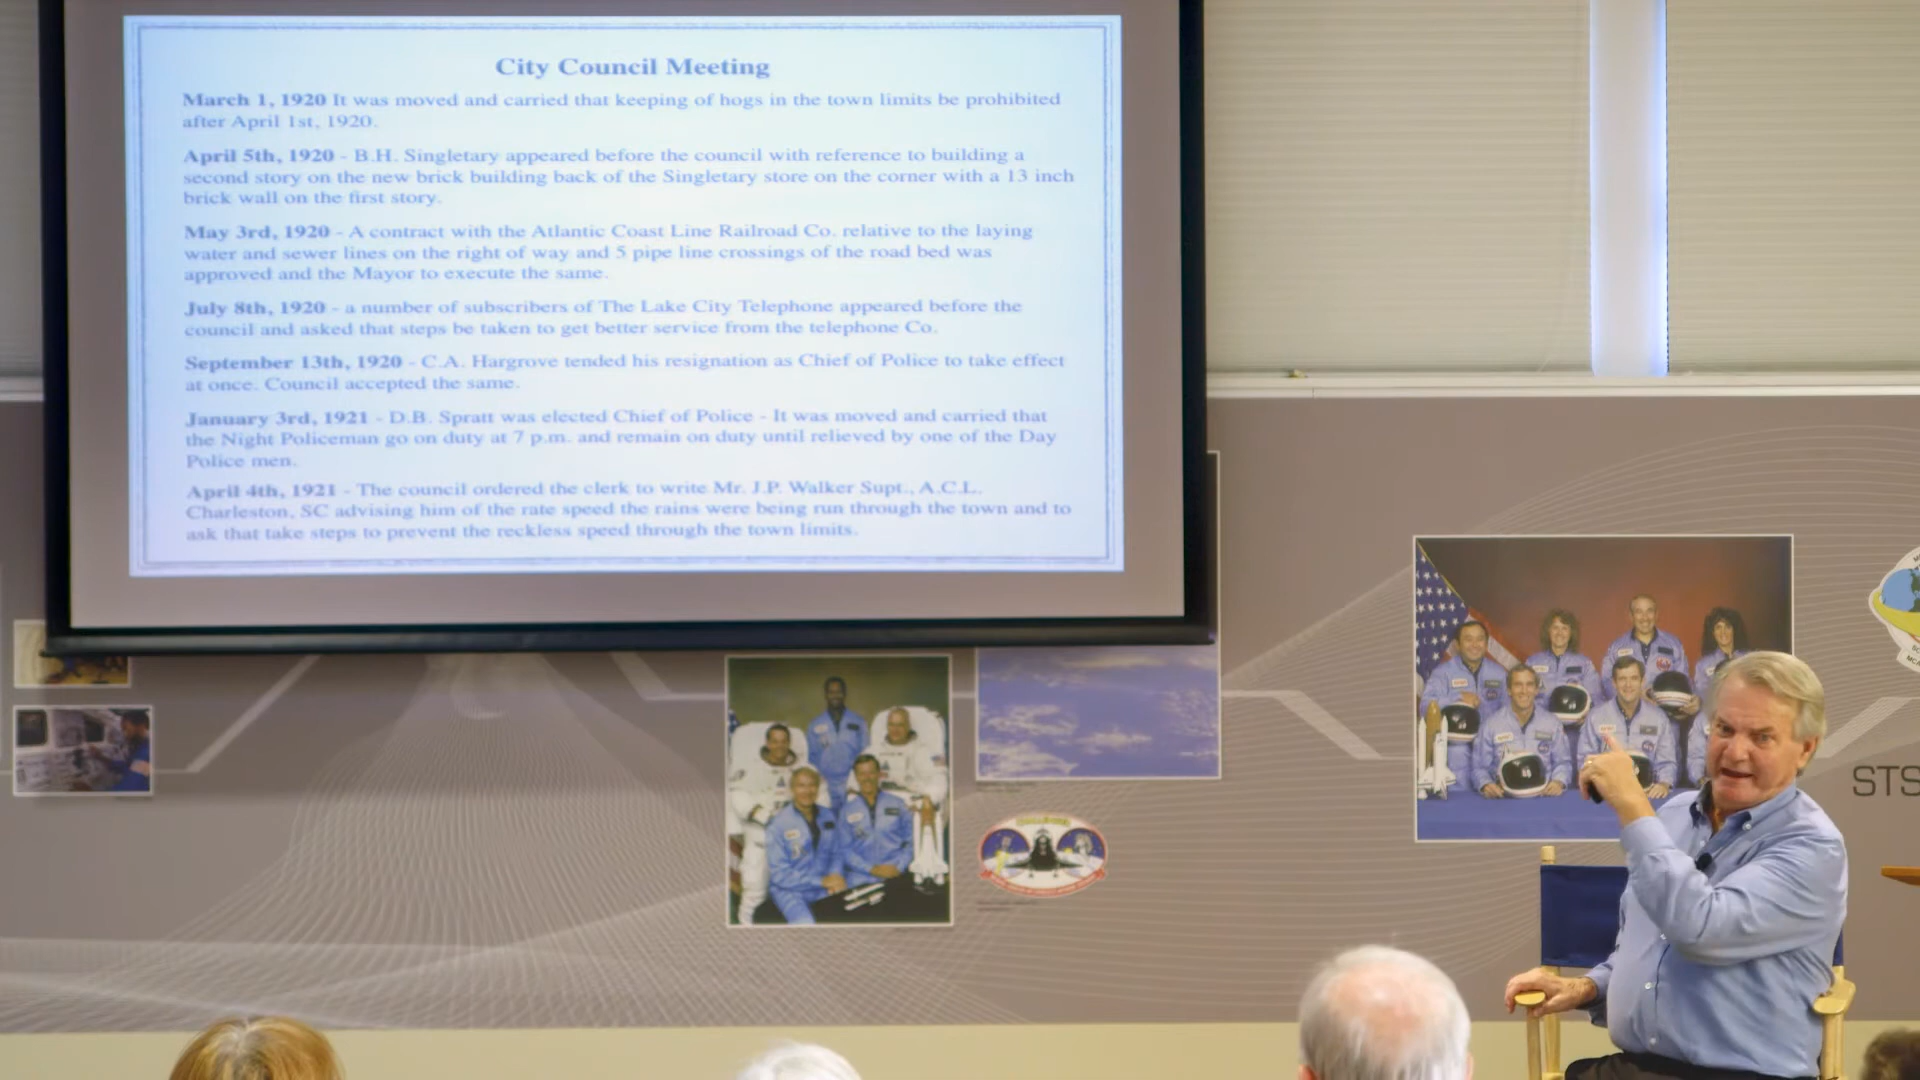 City Council Meeting
March 1, 1920 It was moved and carried that keeping of hogs in the town limits be prohibited
after April 1st, 1920.
April 5th, 1920 - B.H. Singletary appeared before the council with reference to building a
second story on the new brick building back of the Singletary store on the corner with a 13 inch
brick wall on the first story.
May 3rd, 1920 - A contract with the Atlantic Coast Line Railroad Co. relative to the laying
water and sewer lines on the right of way and 5 pipe line crossings of the road bed was
approved and the Mayor to execute the same.
July 8th, 1920 - a number of subscribers of The Lake City Telephone appeared before the
council and asked that steps be taken to get better service from the telephone Co.
September 13th, 1920 - C.A. Hargrove tended his resignation as Chief of Police to take effect
at once. Council accepted the same.
January 3rd, 1921 - D.B. Spratt was elected Chief of Police - It was moved and carried that
the Night Policeman go on duty at 7 p.m. and remain on duty until relieved by one of the Day
Police men.
April 4th, 1921 - The council ordered the clerk to write Mr. J.P. Walker Supt., A.C.L.
Charleston, SC advising him of the rate speed the rains were being run through the town and to
ask that take steps to prevent the reckless speed through the town limits.
STS